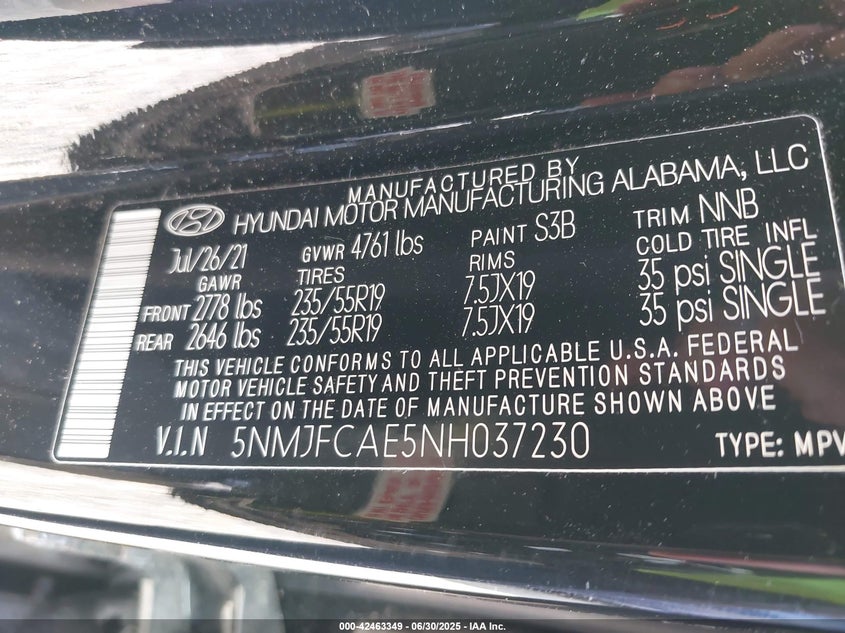 MANUFACTURED BY
HYUNDAI MOTOR MANUFACTURING ALABAMA, LLC
Jul/26/21 GVWR 4761 lbs PAINT S3B TRIM NNB
GAWR TIRES RIMS COLD TIRE INFL
FRONT 2778 lbs 235/55R19 7.5JX19 35 psi SINGLE
REAR 2646 lbs 235/55R19 7.5JX19 35 psi SINGLE
THIS VEHICLE CONFORMS TO ALL APPLICABLE U.S.A. FEDERAL
MOTOR VEHICLE SAFETY AND THEFT PREVENTION STANDARDS
IN EFFECT ON THE DATE OF MANUFACTURE SHOWN ABOVE
V.I.N 5NMJFCAE5NH037230 TYPE: MPV
000-42463349 - 06/30/2025 - IAA Inc.